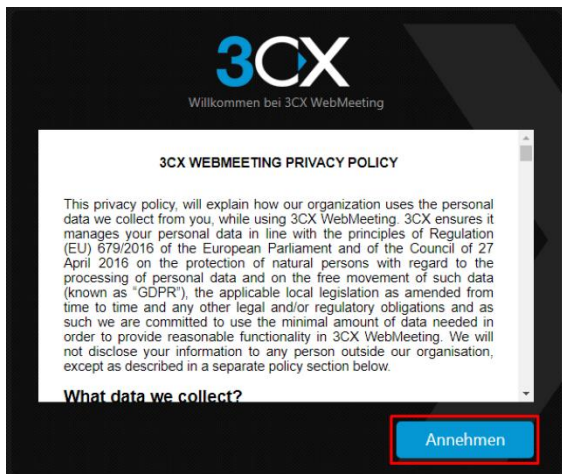 3CX
Willkommen bei 3CX WebMeeting
3CX WEBMEETING PRIVACY POLICY
This privacy policy, will explain how our organization uses the personal
data we collect from you, while using 3CX WebMeeting. 3CX ensures it
manages your personal data in line with the principles of Regulation
(EU) 679/2016 of the European Parliament and of the Council of 27
April 2016 on the protection of natural persons with regard to the
processing of personal data and on the free movement of such data
(known as "GDPR"), the applicable local legislation as amended from
time to time and any other legal and/or regulatory obligations and as
such we are committed to use the minimal amount of data needed in
order to provide reasonable functionality in 3CX WebMeeting. We will
not disclose your information to any person outside our organisation,
except as described in a separate policy section below.
What data we collect?
Annehmen